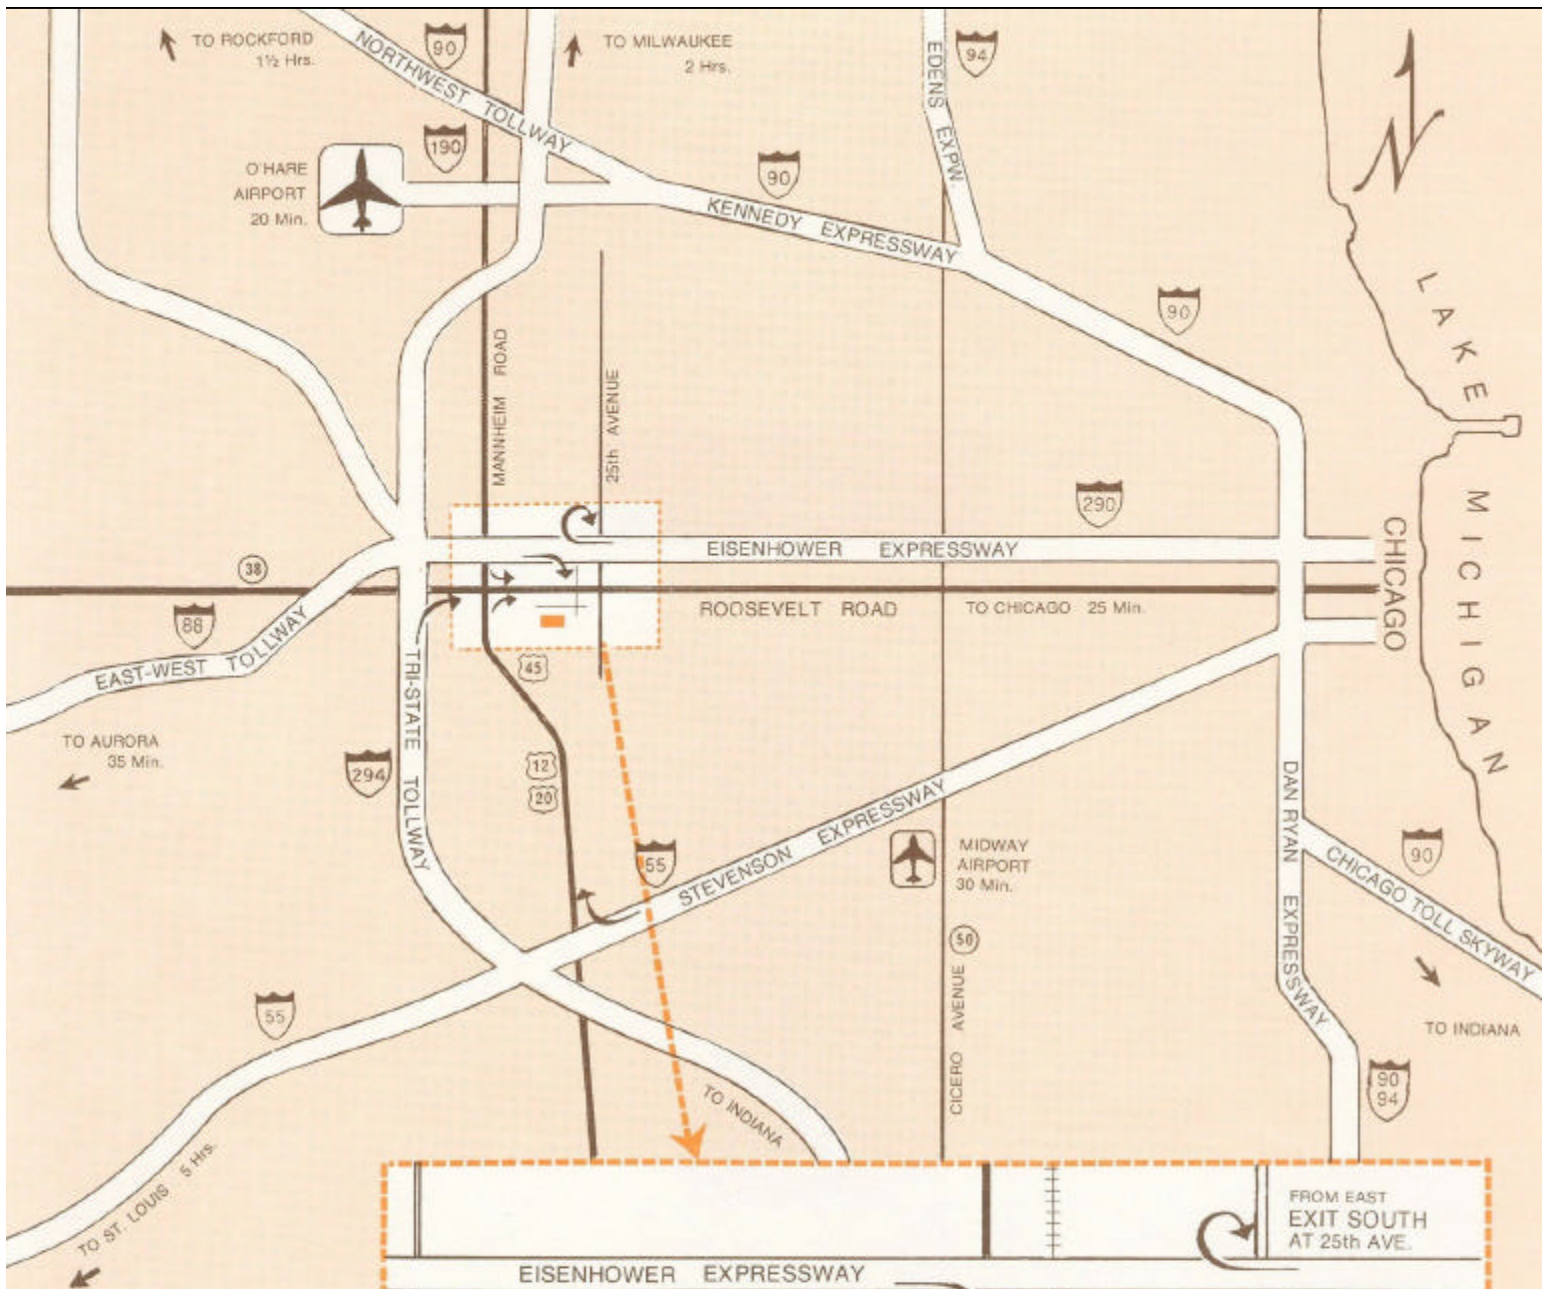 TO ROCKFORD
1½ Hrs.
NORTHWEST TOLLWAY
90
TO MILWAUKEE
2 Hrs.
EDENS EXPW.
94
190
O'HARE
AIRPORT
20 Min.
90
KENNEDY EXPRESSWAY
90
LAKE MICHIGAN
MANNHEIM ROAD
25th AVENUE
290
EISENHOWER EXPRESSWAY
CHICAGO
38
ROOSEVELT ROAD
TO CHICAGO 25 Min.
88
EAST-WEST TOLLWAY
45
TRI-STATE TOLLWAY
TO AURORA
35 Min.
294
12
20
55
STEVENSON EXPRESSWAY
MIDWAY
AIRPORT
30 Min.
DAN RYAN EXPRESSWAY
90
CHICAGO TOLL SKYWAY
50
CICERO AVENUE
55
TO INDIANA
90
94
TO INDIANA
TO ST. LOUIS 5 Hrs.
FROM EAST
EXIT SOUTH
AT 25th AVE.
EISENHOWER EXPRESSWAY